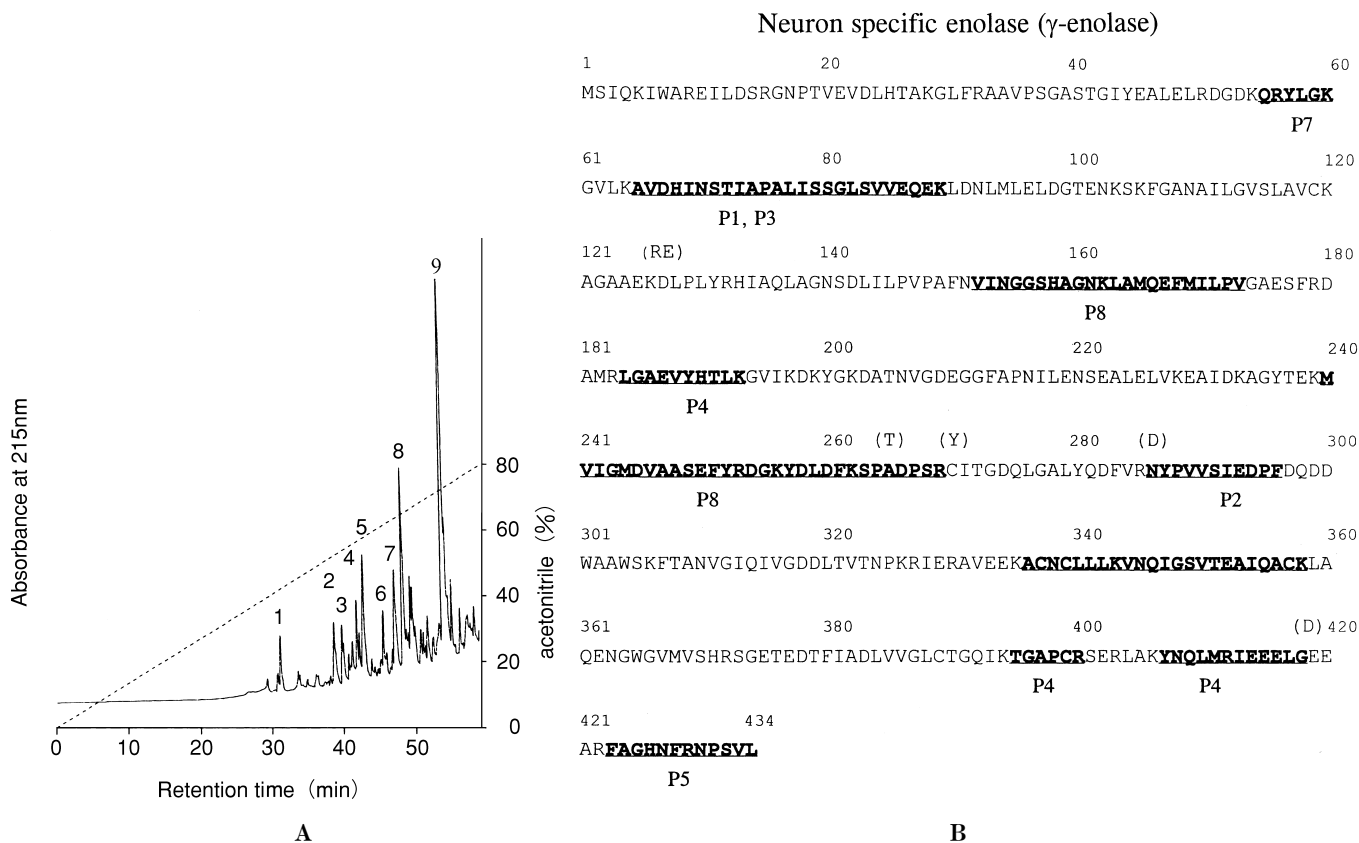 Neuron specific enolase (γ-enolase)
1 20 40 60
MSIQKIWAREILDSRGNPTVEVDLHTAKGLFRAAVPSGASTGIYEALELRDGDKQRYLGK
P7
61 80 100 120
GVLKAVDHINSTIAPALISSGLSVVEQEKLDNLMLELDGTENKSKFGANAILGVSLAVCK
P1, P3
121 (RE) 140 160 180
AGAAEKDLPLYRHIAQLAGNSDLILPVPAFNVINGGSHAGNKLAMQEFMILPVGAESFRD
P8
181 200 220 240
AMRLGAEVYHTLKGVIKDKYGKDATNVGDEGGFAPNILENSEALELVKEAIDKAGYTEKM
P4
241 260 (T) (Y) 280 (D) 300
VIGMDVAASEFYRDGKYDLDFKSPADPSRCITGDQLGALYQDFVRNYPVVSIEDPFDQDD
P8 P2
301 320 340 360
WAAWSKFTANVGIQIVGDDLTVTNPKRIERAVEEKACNCLLLKVNQIGSVTEAIQACKLA
361 380 400 (D) 420
QENGWGVMVSHRSGETEDTFIADLVVGLCTGQIKTGAPCRSERLAKYNQLMRIEEELGEE
P4 P4
421 434
ARFAGHNFRNPSVL
P5
B
Absorbance at 215nm
acetonitrile (%)
80
60
40
20
0
1 2 3 4 5 6 7 8 9
0 10 20 30 40 50
Retention time (min)
A